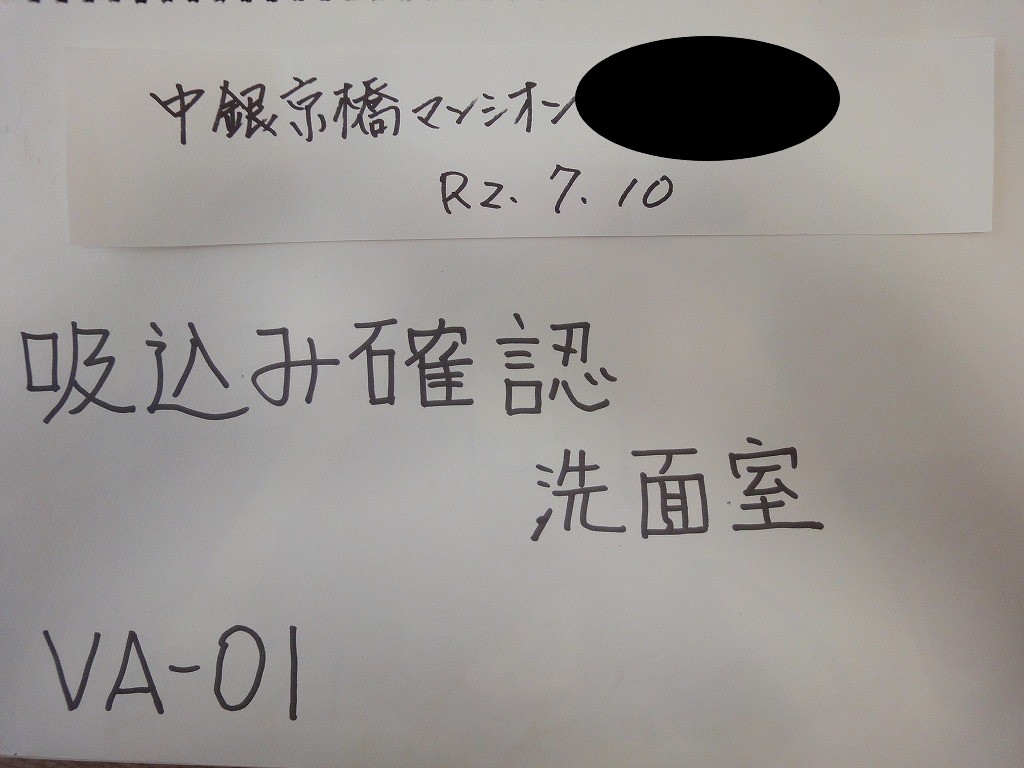 中銀京橋マンシオン
R2.7.10
吸込み確認
洗面室
VA-01